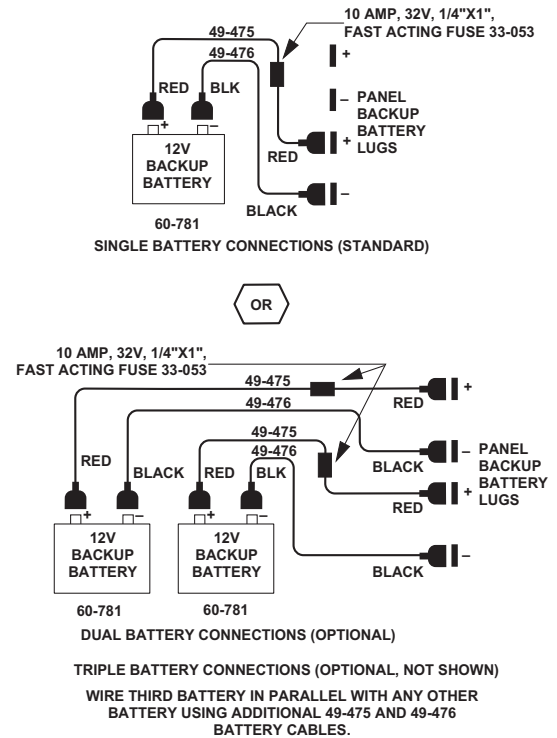 10 AMP, 32V, 1/4"X1",
FAST ACTING FUSE 33-053
49-475
49-476
+
RED
BLK
– PANEL
BACKUP
BATTERY
+ LUGS
+
–
12V
BACKUP
BATTERY
RED
–
BLACK
60-781
SINGLE BATTERY CONNECTIONS (STANDARD)
OR
10 AMP, 32V, 1/4"X1",
FAST ACTING FUSE 33-053
49-475
+
RED
49-476
49-475
49-476
– PANEL
BACKUP
BATTERY
+ LUGS
RED
BLACK
RED
BLK
BLACK
RED
+
–
+
–
12V
BACKUP
BATTERY
12V
BACKUP
BATTERY
–
BLACK
60-781
60-781
DUAL BATTERY CONNECTIONS (OPTIONAL)
TRIPLE BATTERY CONNECTIONS (OPTIONAL, NOT SHOWN)
WIRE THIRD BATTERY IN PARALLEL WITH ANY OTHER
BATTERY USING ADDITIONAL 49-475 AND 49-476
BATTERY CABLES.